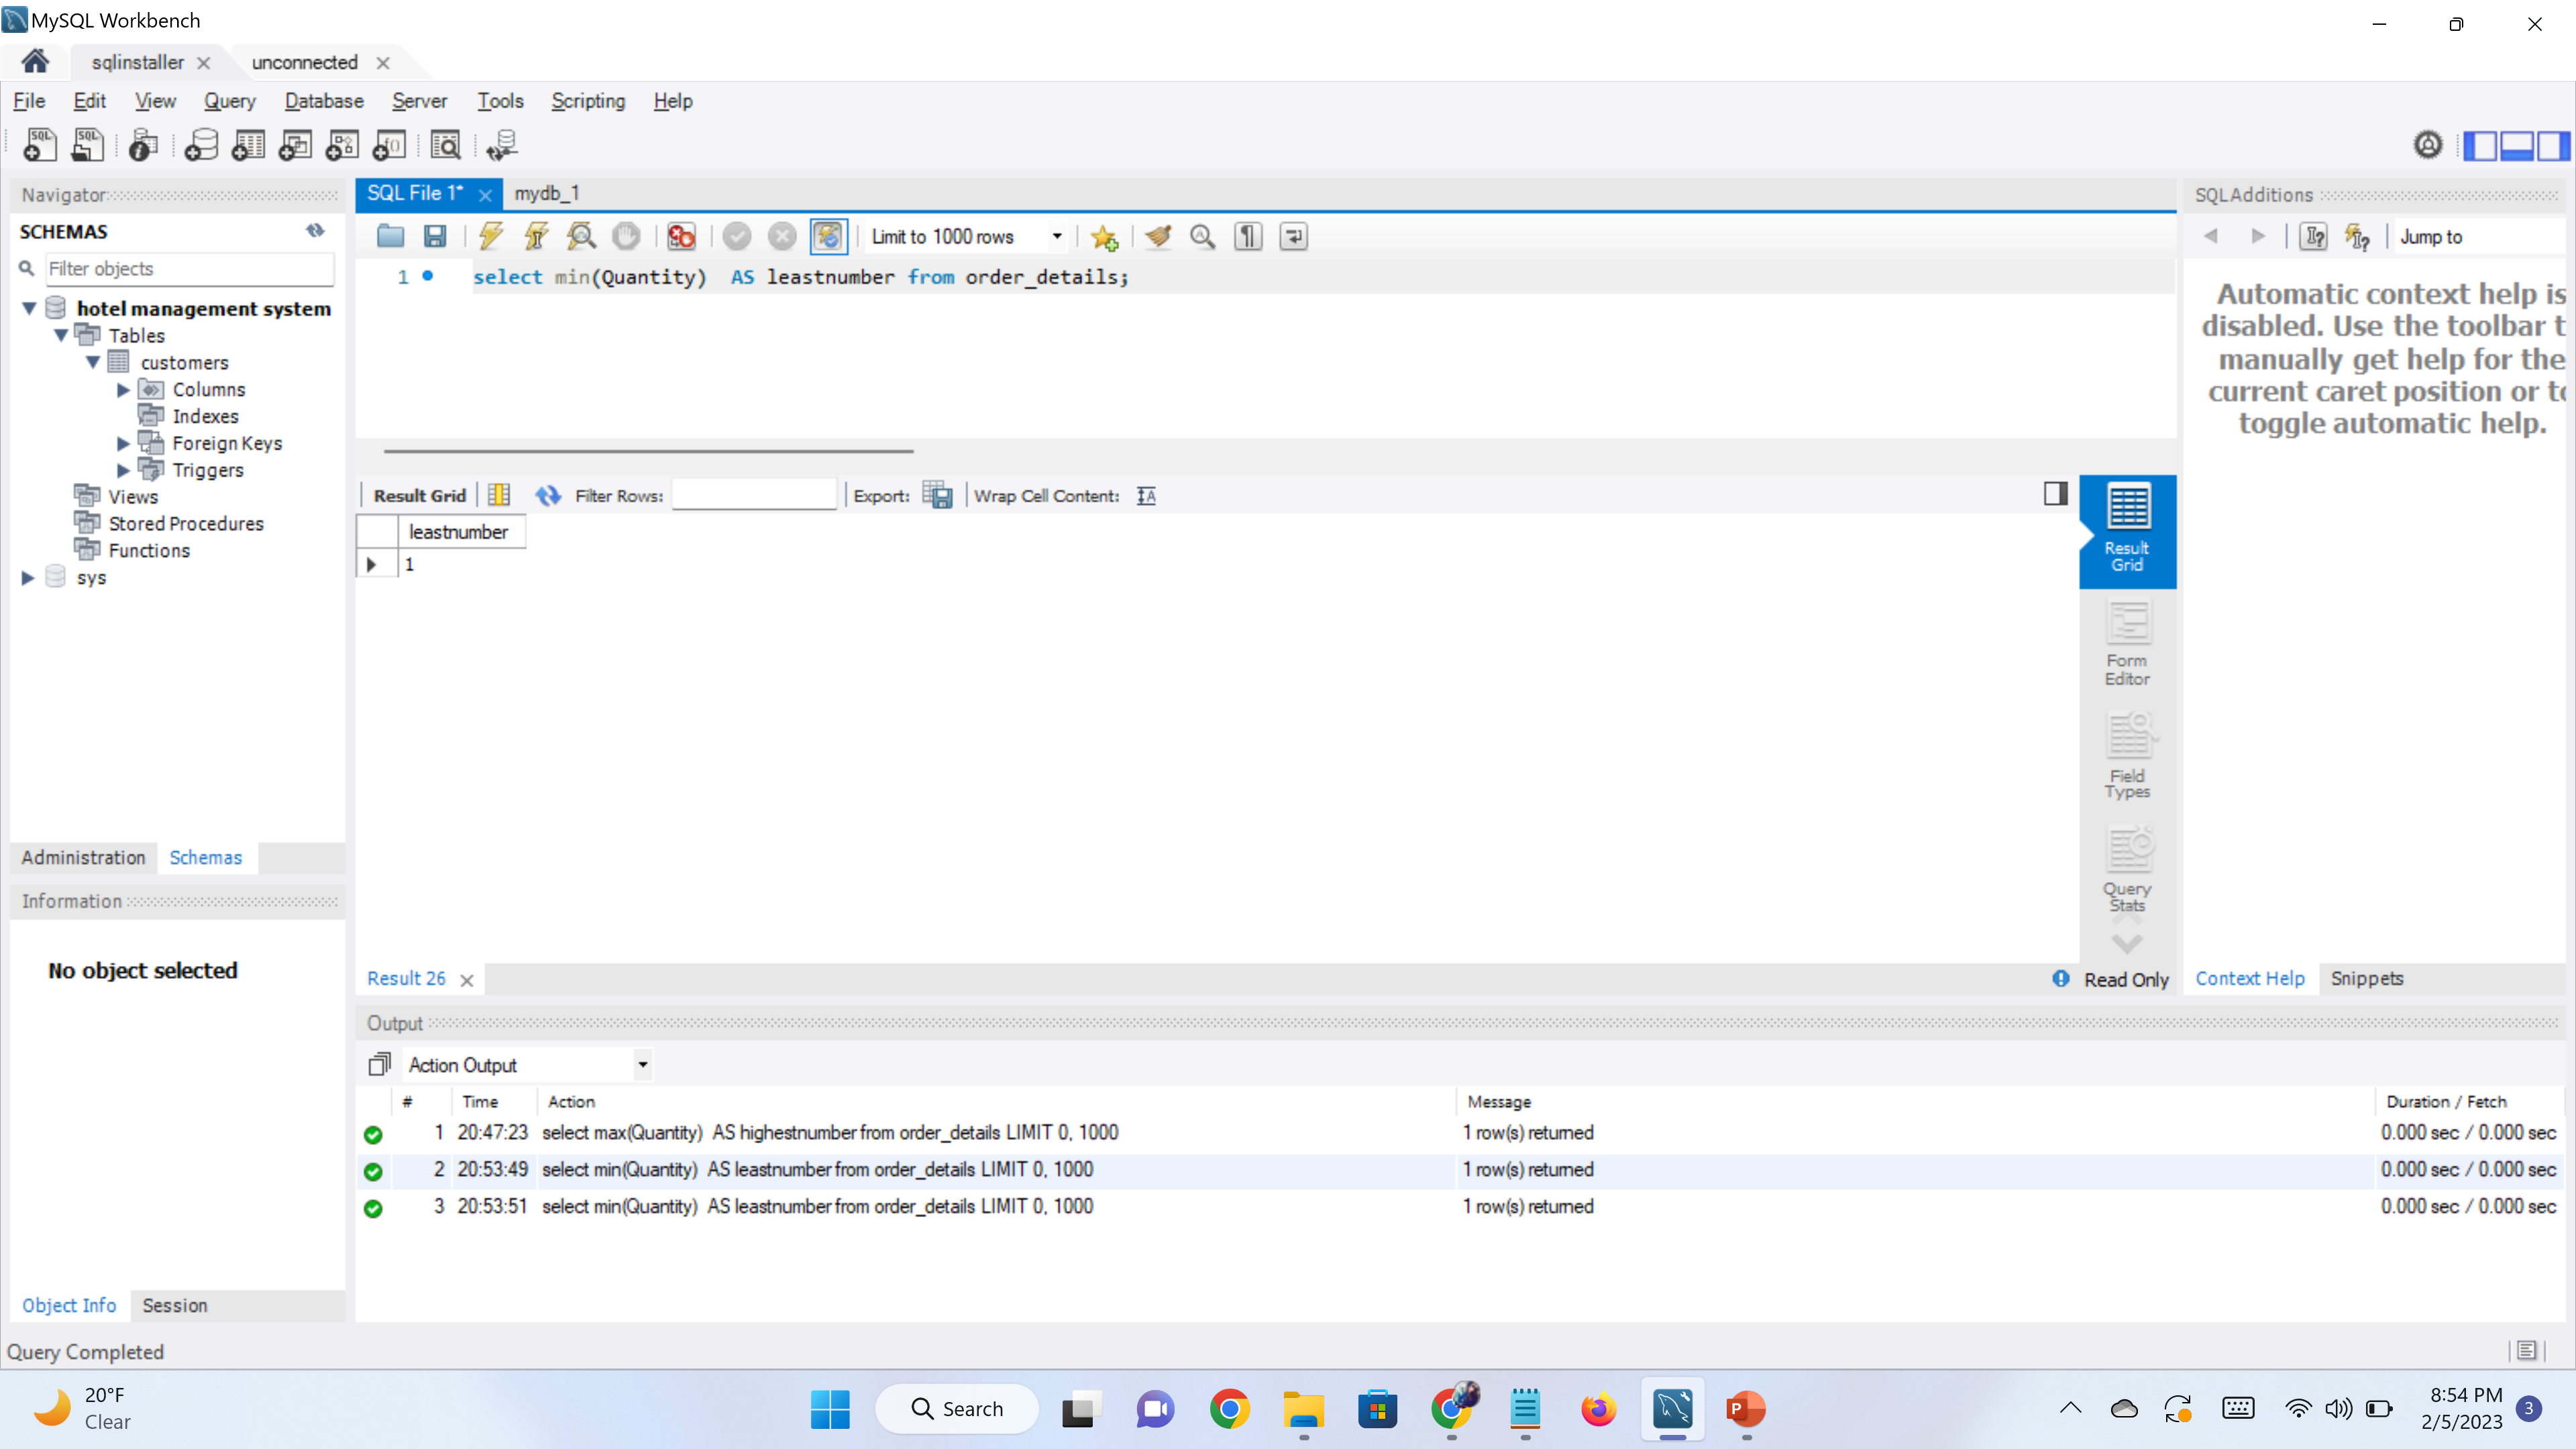 MySQL Workbench
sqlinstaller
unconnected
File Edit View Query Database Server Tools Scripting Help
Navigator
SCHEMAS
Filter objects
hotel management system
Tables
customers
Columns
Indexes
Foreign Keys
Triggers
Views
Stored Procedures
Functions
sys
Administration Schemas
Information
No object selected
Object Info Session
Query Completed
SQL File 1* mydb_1
Limit to 1000 rows
1 select min(Quantity)  AS leastnumber from order_details;
Result Grid Filter Rows: Export: Wrap Cell Content:
leastnumber
1
Result
Grid
Form
Editor
Field
Types
Query
Stats
Result 26
Read Only
SQLAdditions
Jump to
Automatic context help is
disabled. Use the toolbar t
manually get help for the
current caret position or to
toggle automatic help.
Context Help Snippets
Output
Action Output
# Time Action Message Duration / Fetch
1 20:47:23 select max(Quantity)  AS highestnumber from order_details LIMIT 0, 1000 1 row(s) returned 0.000 sec / 0.000 sec
2 20:53:49 select min(Quantity)  AS leastnumber from order_details LIMIT 0, 1000 1 row(s) returned 0.000 sec / 0.000 sec
3 20:53:51 select min(Quantity)  AS leastnumber from order_details LIMIT 0, 1000 1 row(s) returned 0.000 sec / 0.000 sec
20°F
Clear
Search
8:54 PM
2/5/2023
3